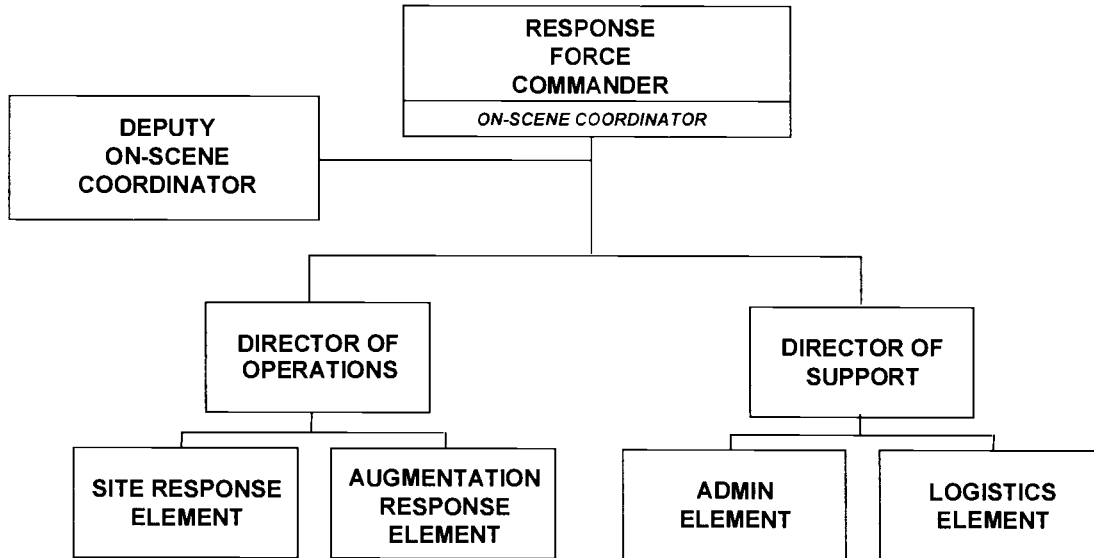 RESPONSE
FORCE
COMMANDER
ON-SCENE COORDINATOR
DEPUTY
ON-SCENE
COORDINATOR
DIRECTOR OF
OPERATIONS
DIRECTOR OF
SUPPORT
SITE RESPONSE
ELEMENT
AUGMENTATION
RESPONSE
ELEMENT
ADMIN
ELEMENT
LOGISTICS
ELEMENT